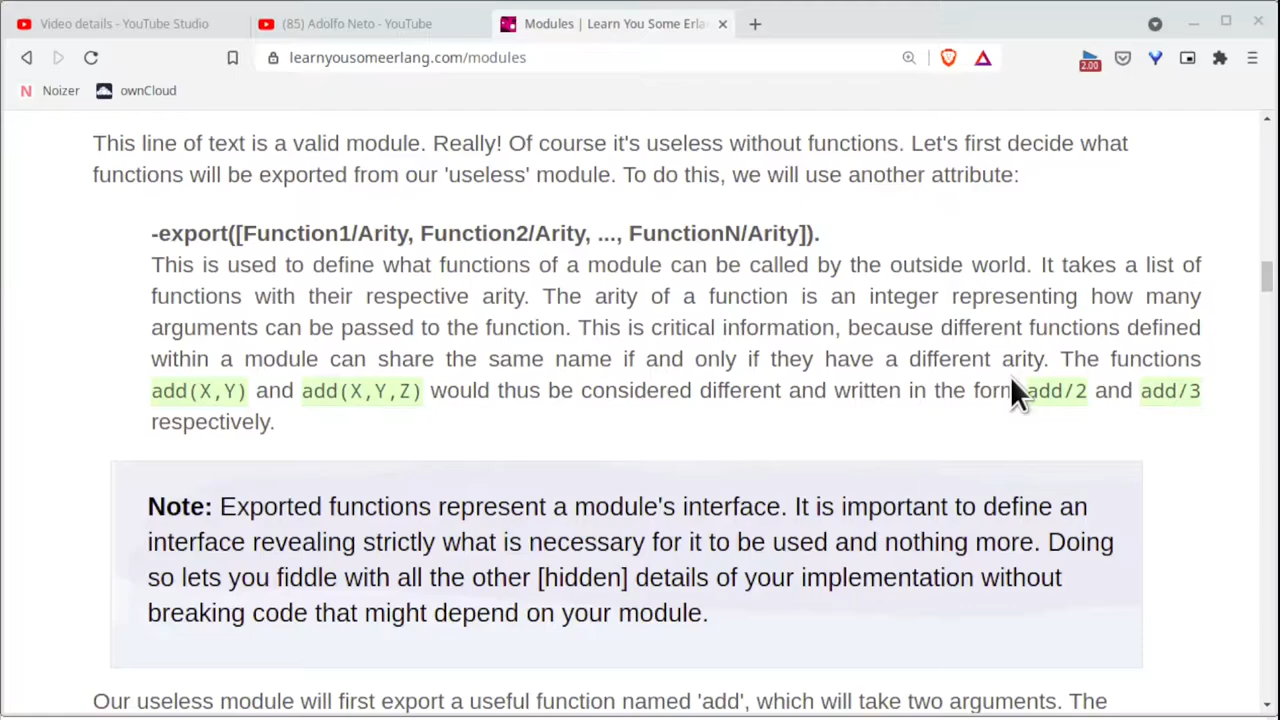 Video details - YouTube Studio
(85) Adolfo Neto - YouTube
Modules | Learn You Some Erla
learnyousomeerlang.com/modules
2.00
N Noizer
ownCloud
This line of text is a valid module. Really! Of course it's useless without functions. Let's first decide what
functions will be exported from our 'useless' module. To do this, we will use another attribute:
-export([Function1/Arity, Function2/Arity, ..., FunctionN/Arity]).
This is used to define what functions of a module can be called by the outside world. It takes a list of
functions with their respective arity. The arity of a function is an integer representing how many
arguments can be passed to the function. This is critical information, because different functions defined
within a module can share the same name if and only if they have a different arity. The functions
add(X,Y) and add(X,Y,Z) would thus be considered different and written in the form add/2 and add/3
respectively.
Note: Exported functions represent a module's interface. It is important to define an
interface revealing strictly what is necessary for it to be used and nothing more. Doing
so lets you fiddle with all the other [hidden] details of your implementation without
breaking code that might depend on your module.
Our useless module will first export a useful function named 'add', which will take two arguments. The